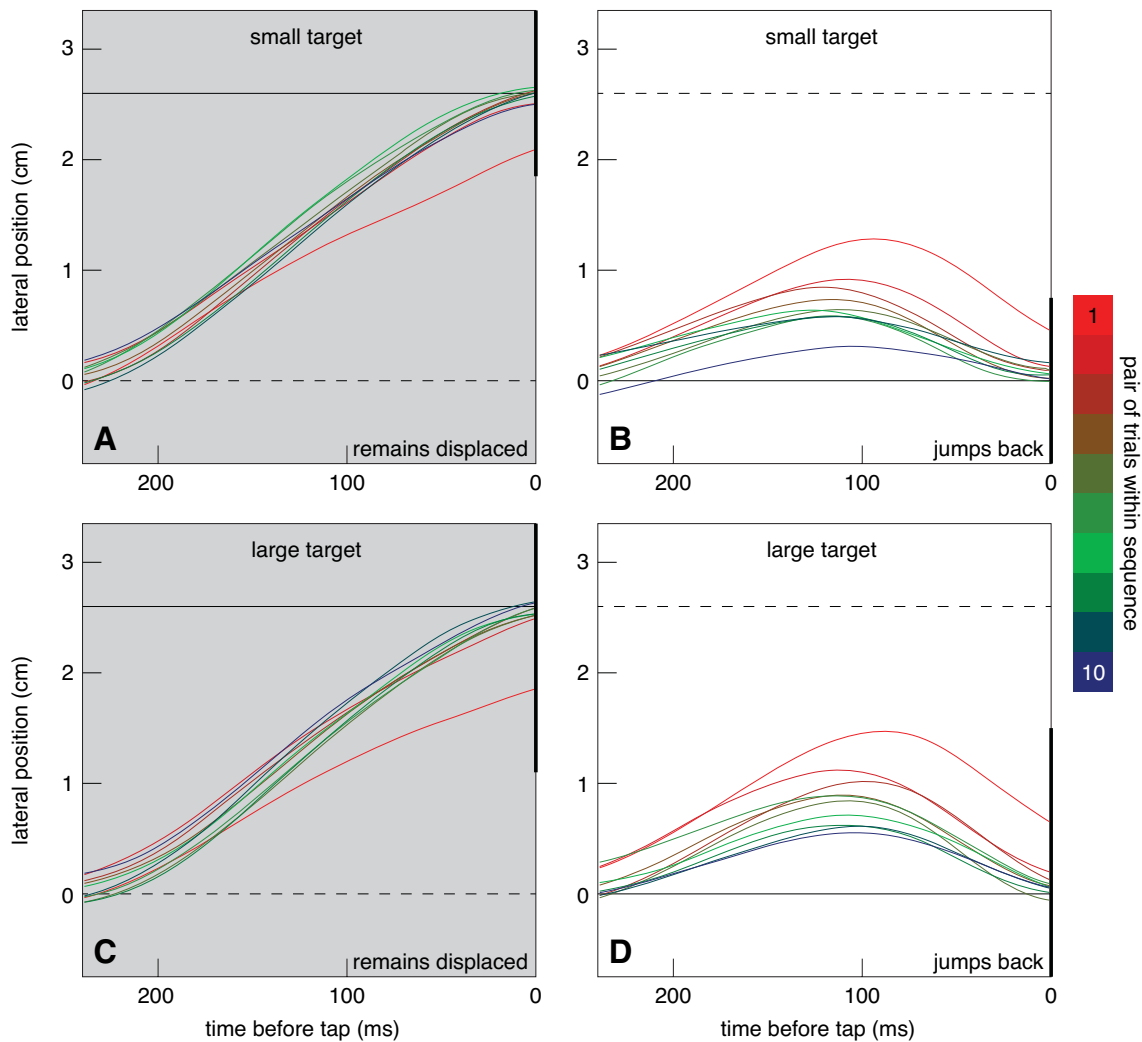 small target
3
2
1
0
lateral position (cm)
A
remains displaced
200
100
0
small target
3
2
1
0
B
jumps back
200
100
0
large target
3
2
1
0
lateral position (cm)
C
remains displaced
200
100
0
time before tap (ms)
large target
3
2
1
0
D
jumps back
200
100
0
time before tap (ms)
1
10
pair of trials within sequence